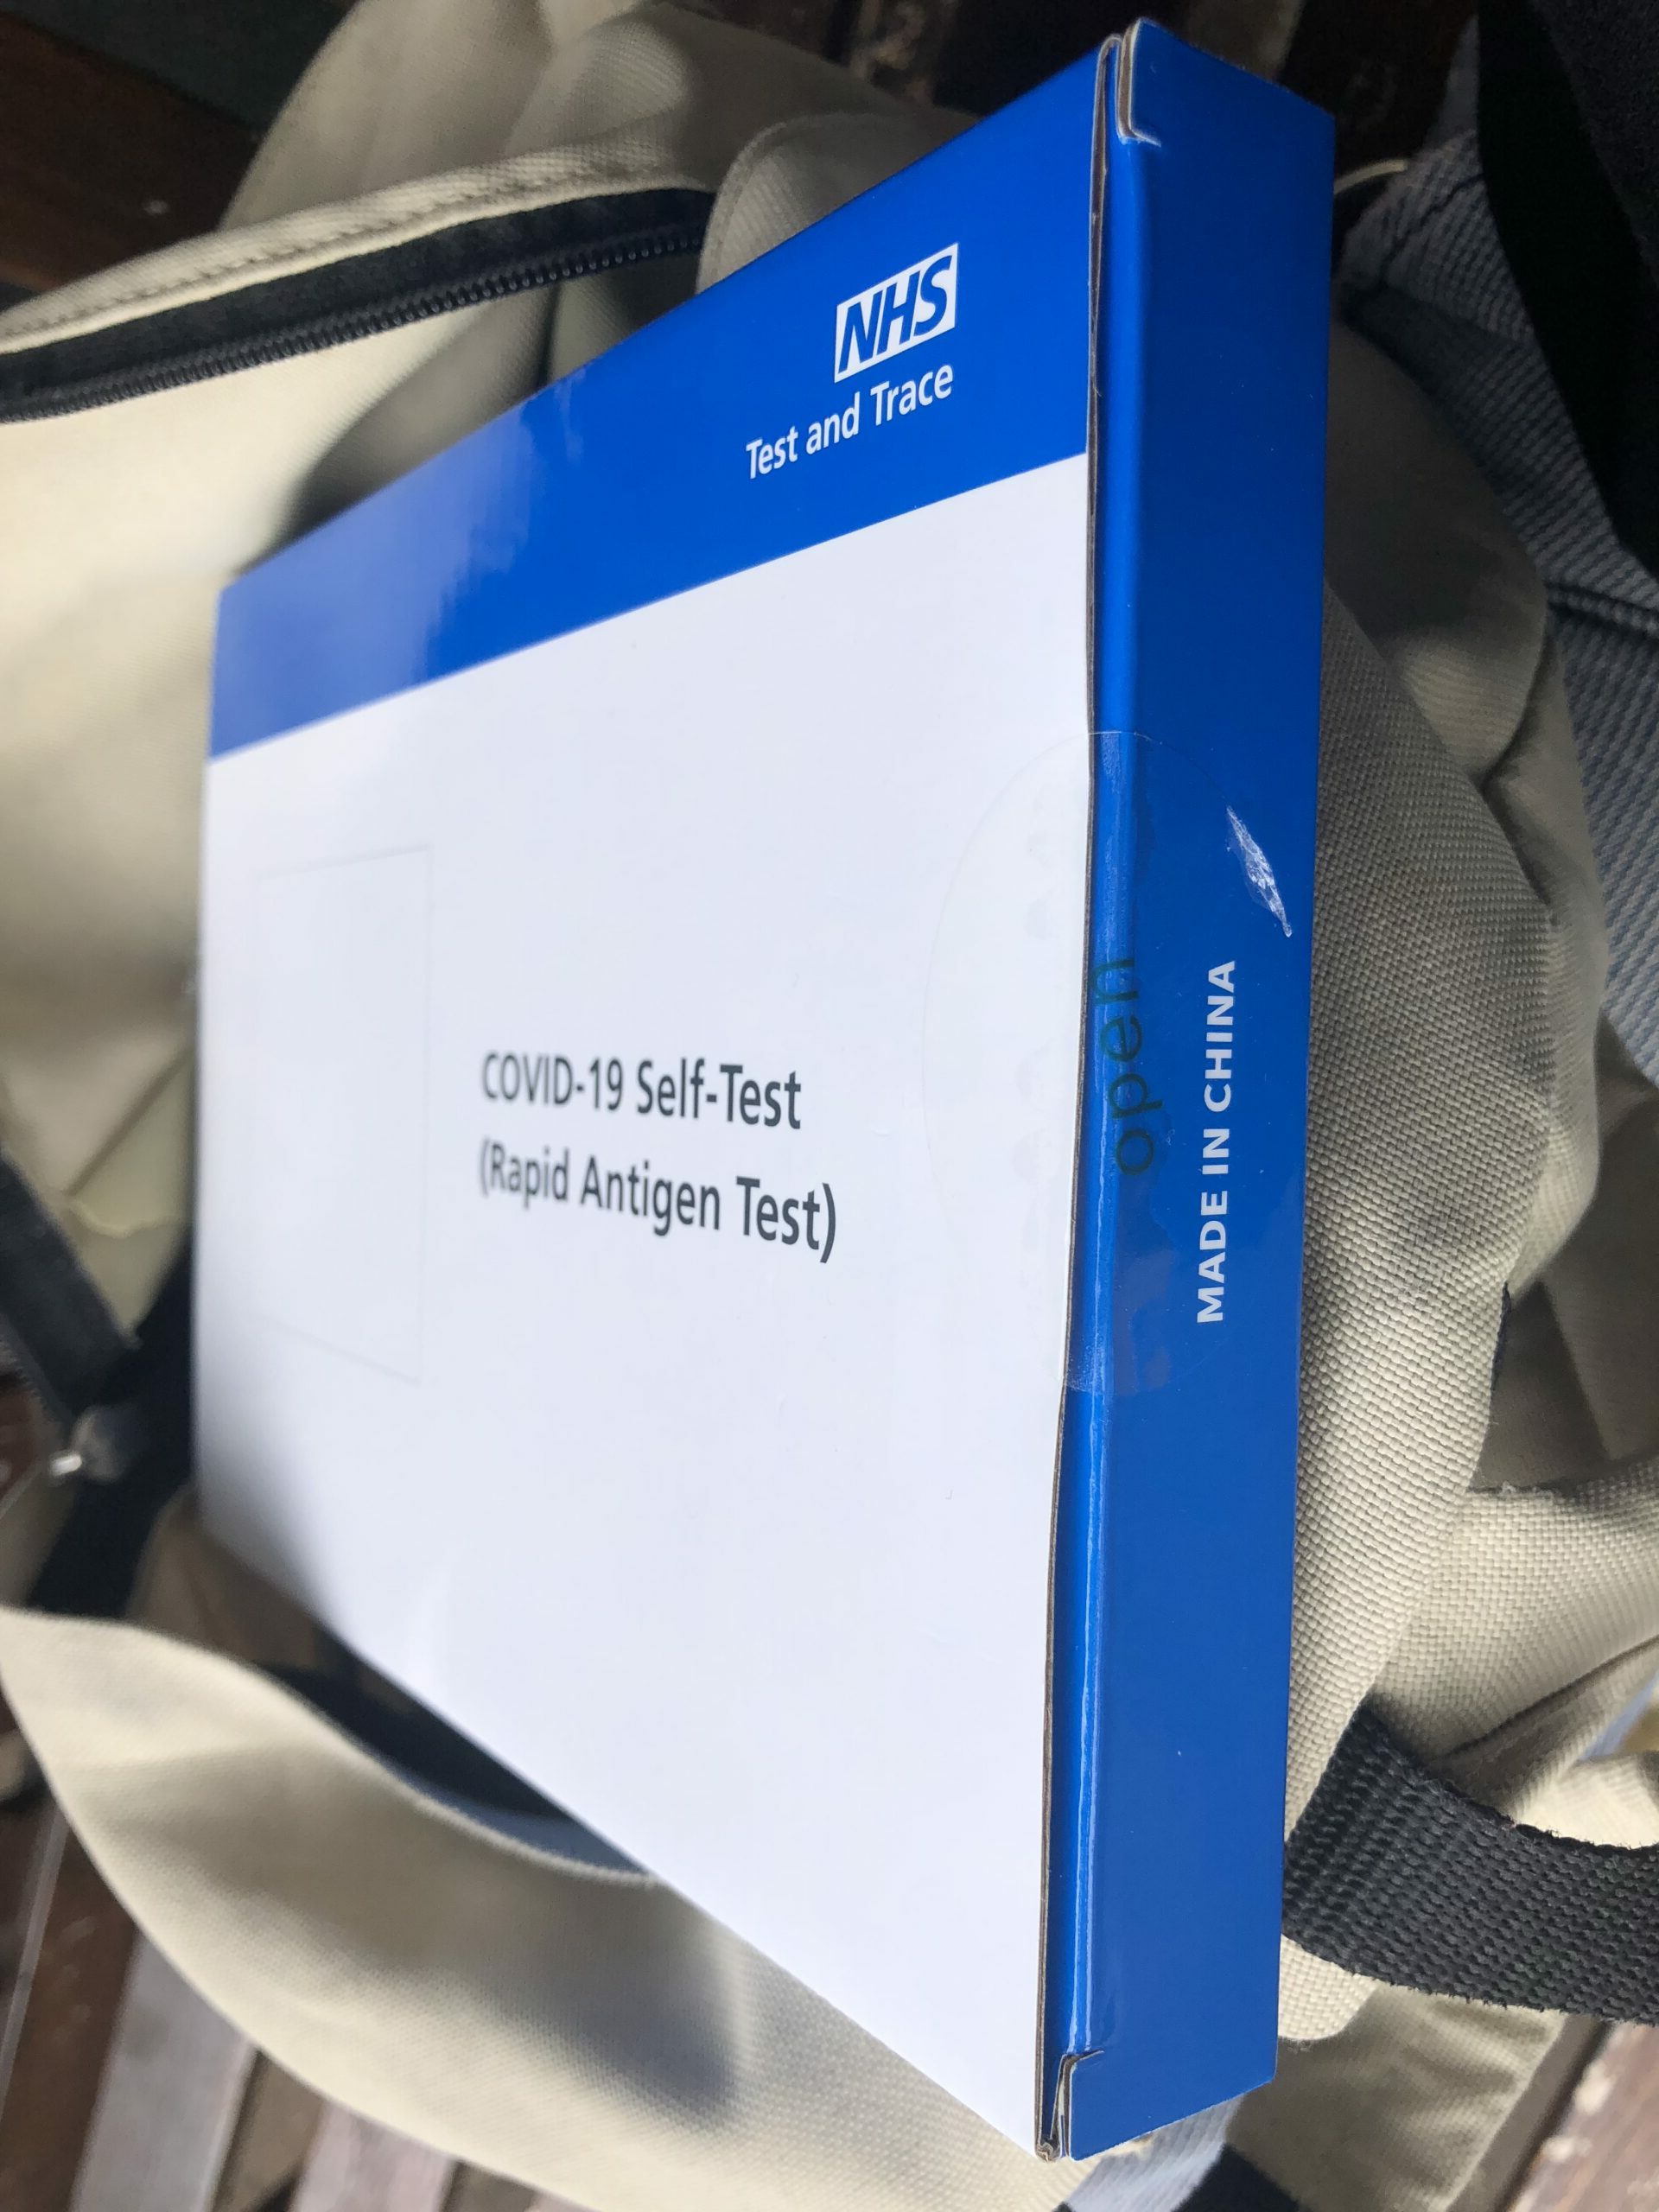 NHS
Test and Trace
COVID-19 Self-Test
(Rapid Antigen Test)
open
MADE IN CHINA